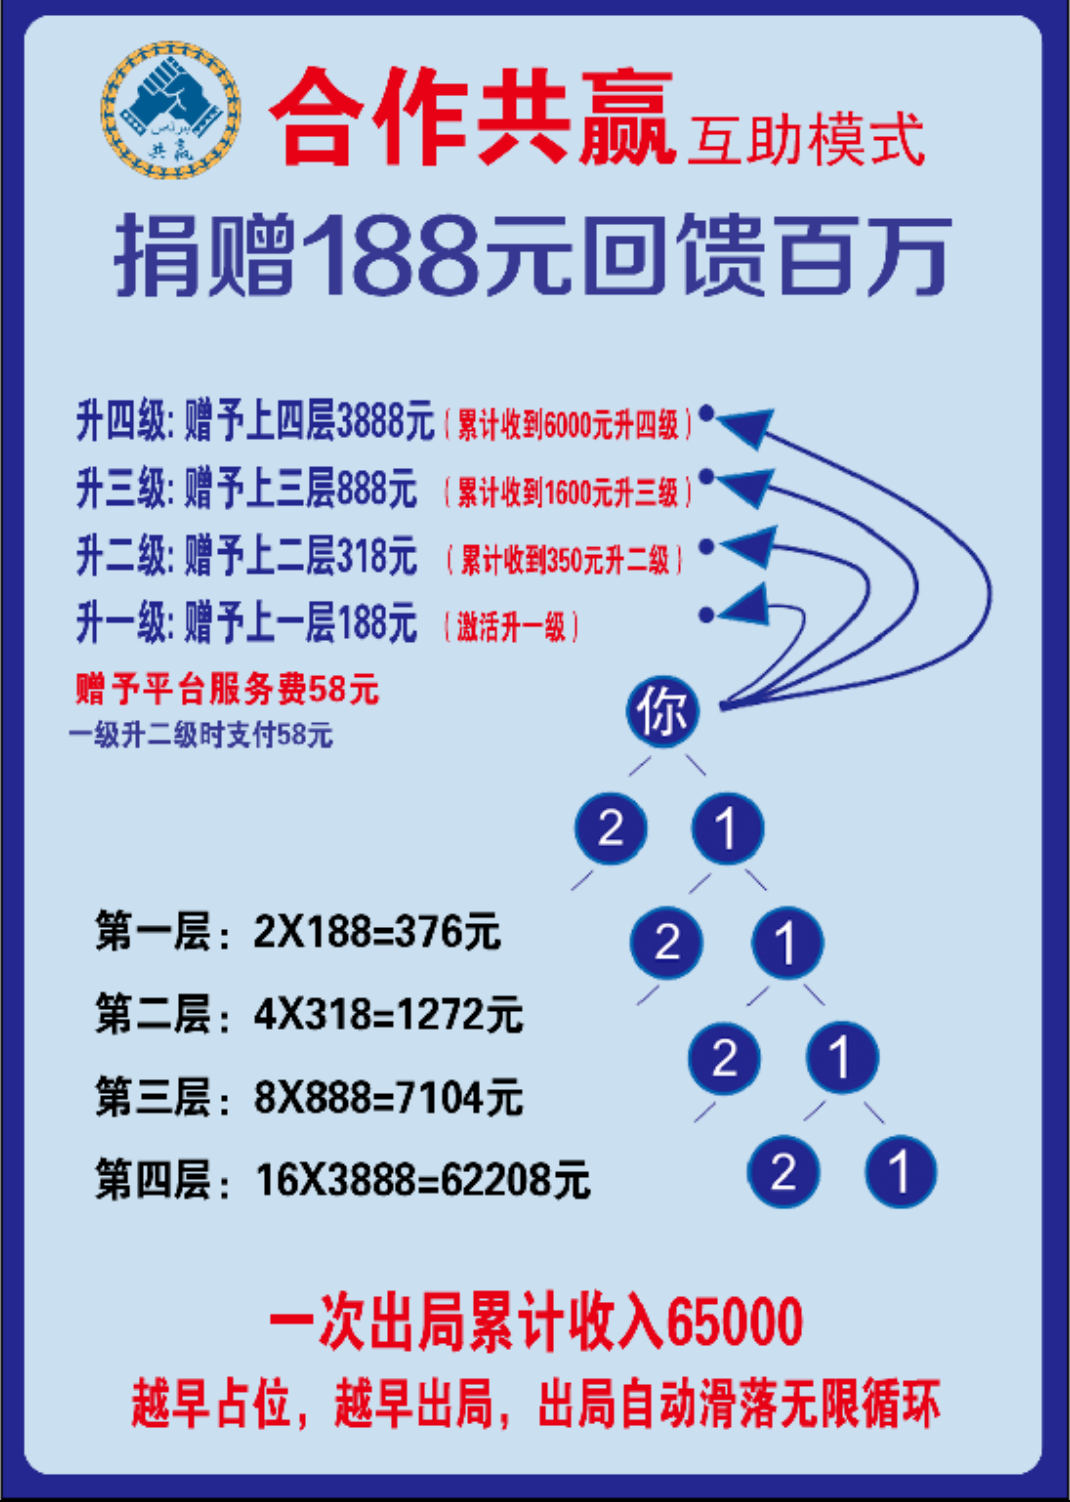 共赢
合作共赢 互助模式
捐赠188元回馈百万
升四级: 赠予上四层3888元（累计收到6000元升四级）
升三级: 赠予上三层888元（累计收到1600元升三级）
升二级: 赠予上二层318元（累计收到350元升二级）
升一级: 赠予上一层188元（激活升一级）
赠予平台服务费58元
一级升二级时支付58元
你
2 1
2 1
2 1
2 1
第一层：2X188=376元
第二层：4X318=1272元
第三层：8X888=7104元
第四层：16X3888=62208元
一次出局累计收入65000
越早占位，越早出局，出局自动滑落无限循环